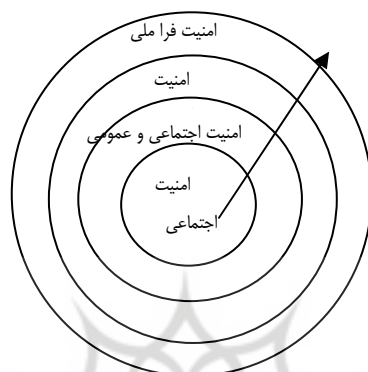 امنیت فرا ملی
امنیت
امنیت اجتماعی و عمومی
امنیت
اجتماعی